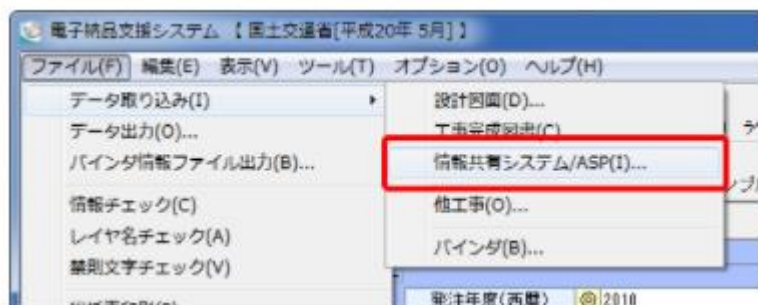 電子納品支援システム 【 国土交通省[平成20年 5月] 】
ファイル(F) 編集(E) 表示(V) ツール(T) オプション(O) ヘルプ(H)
データ取り込み(I)
データ出力(O)...
バインダ情報ファイル出力(B)...
情報チェック(C)
レイヤ名チェック(A)
禁則文字チェック(V)
設計図面(D)...
工事完成図書(C)...
情報共有システム/ASP(I)...
他工事(O)...
バインダ(B)...
発注年度(西暦) 2010